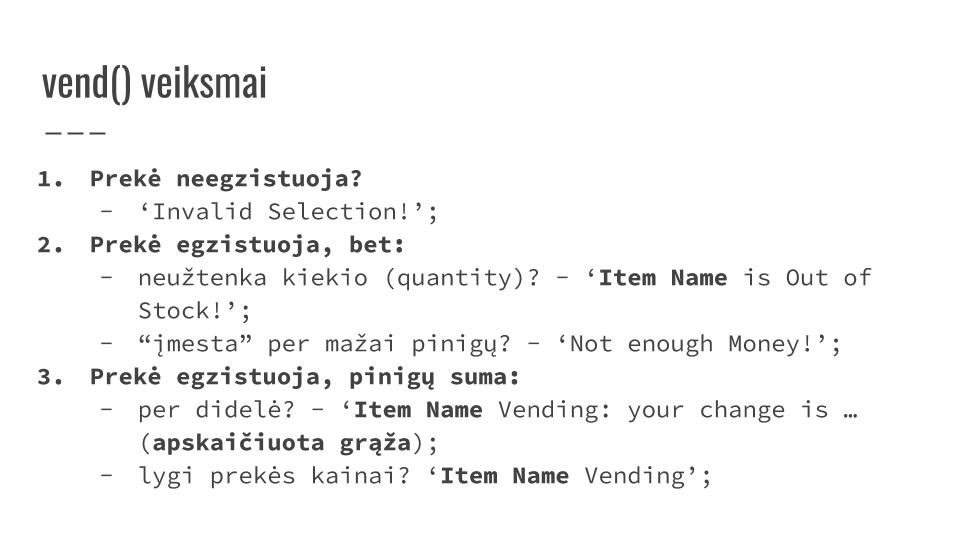 vend() veiksmai
1. Prekė neegzistuoja?
- ‘Invalid Selection!’;
2. Prekė egzistuoja, bet:
- neužtenka kiekio (quantity)? - ‘Item Name is Out of
Stock!’;
- “įmesta” per mažai pinigų? - ‘Not enough Money!’;
3. Prekė egzistuoja, pinigų suma:
- per didelė? - ‘Item Name Vending: your change is …
(apskaičiuota grąža);
- lygi prekės kainai? ‘Item Name Vending’;